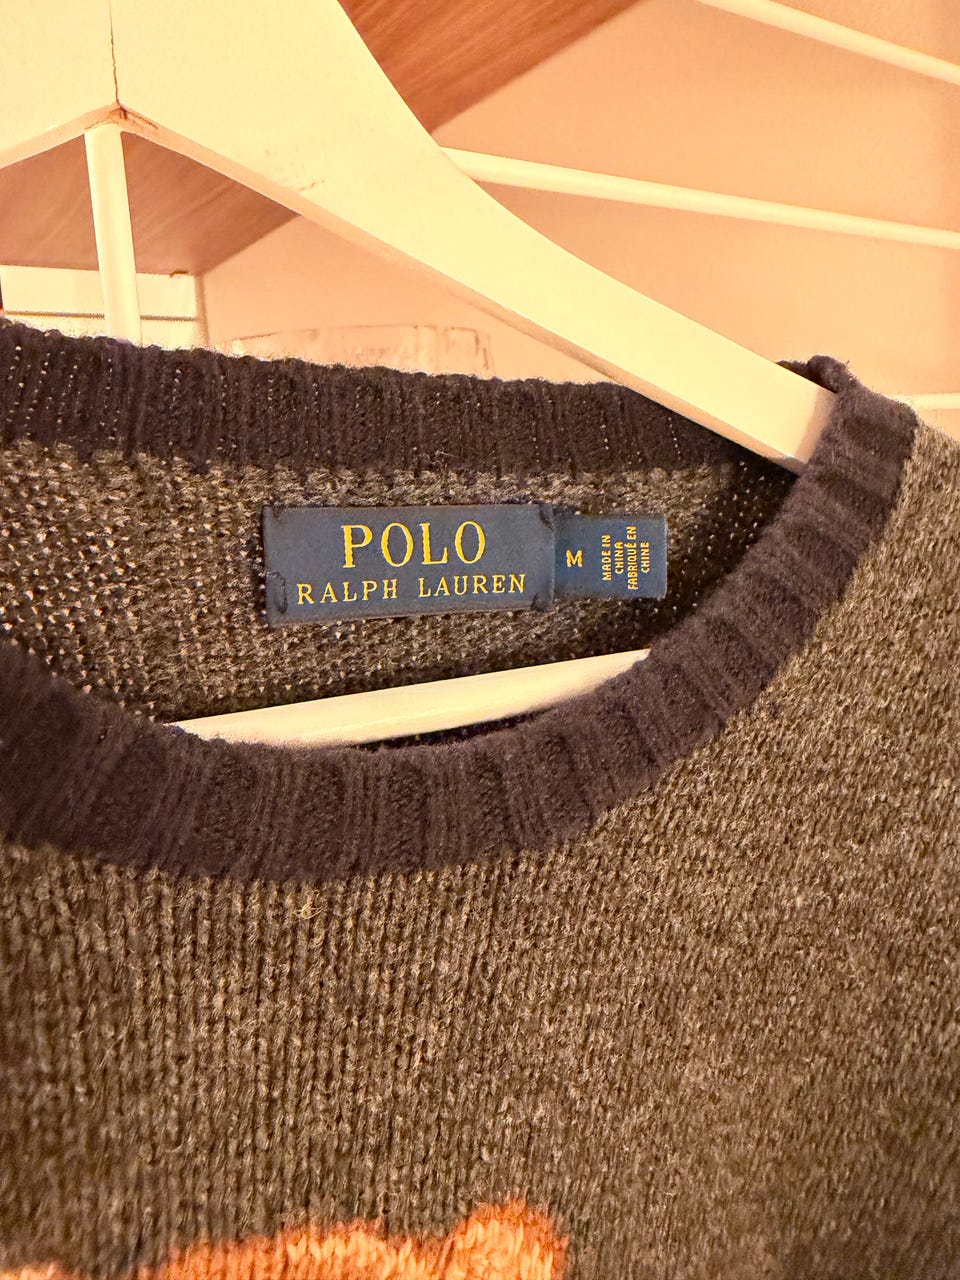 POLO
RALPH LAUREN
M
MADE IN
CHINA
FABRIQUÉ EN
CHINE